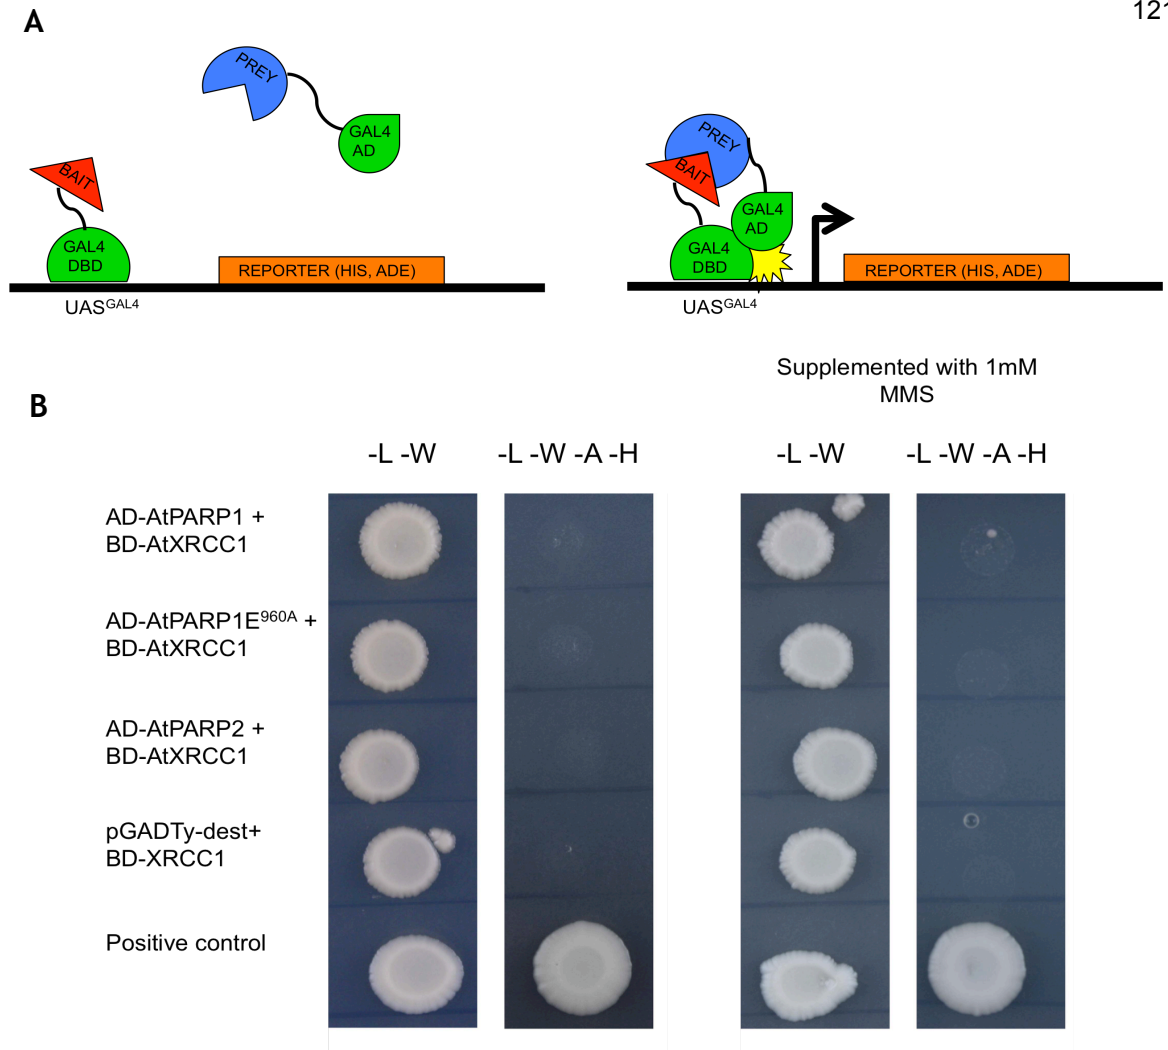 A
121
PREY
GAL4
AD
BAIT
GAL4
DBD
REPORTER (HIS, ADE)
UASGAL4
PREY
BAIT
GAL4
AD
GAL4
DBD
REPORTER (HIS, ADE)
UASGAL4
Supplemented with 1mM
MMS
B
-L -W
-L -W -A -H
-L -W
-L -W -A -H
AD-AtPARP1 +
BD-AtXRCC1
AD-AtPARP1E960A +
BD-AtXRCC1
AD-AtPARP2 +
BD-AtXRCC1
pGADTy-dest+
BD-XRCC1
Positive control